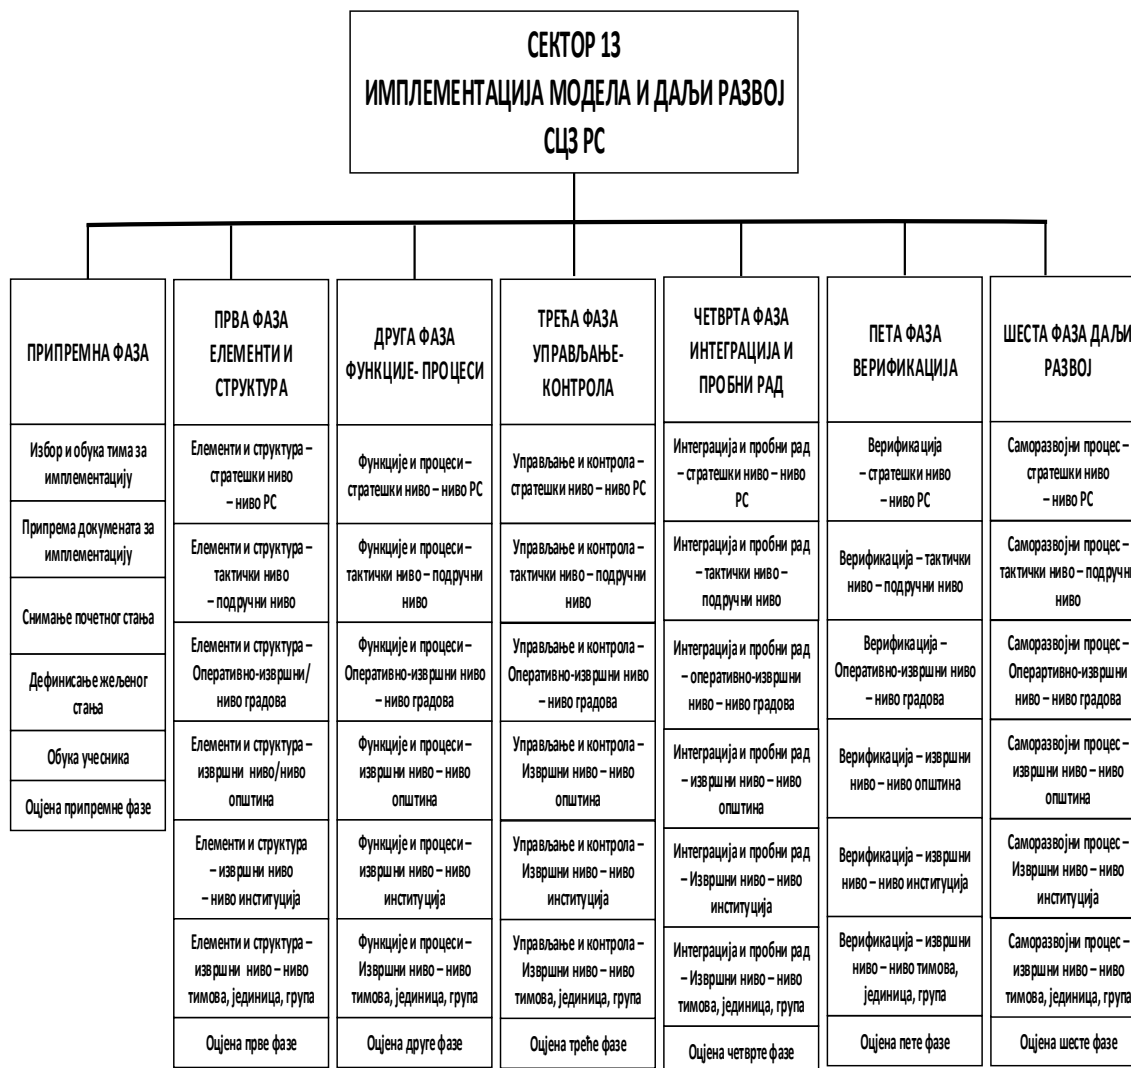 СЕКТОР 13
ИМПЛЕМЕНТАЦИЈА МОДЕЛА И ДАЉИ РАЗВОЈ
СЦЗ РС
ПРИПРЕМНА ФАЗА
Избор и обука тима за
имплементацију
Припрема докумената за
имплементацију
Снимање почетног стања
Дефинисање жељеног
стања
Обука учесника
Оцјена припремне фазе
ПРВА ФАЗА
ЕЛЕМЕНТИ И
СТРУКТУРА
Елементи и структура –
стратешки ниво
– ниво РС
Елементи и структура –
тактички ниво
– подручни ниво
Елементи и структура –
Оперативно-извршни/
ниво градова
Елементи и структура –
извршни ниво/ниво
општина
Елементи и структура
– извршни ниво
– ниво институција
Елементи и структура –
извршни ниво – ниво
тимова, јединица, група
Оцјена прве фазе
ДРУГА ФАЗА
ФУНКЦИЈЕ- ПРОЦЕСИ
Функције и процеси –
стратешки ниво – ниво РС
Функције и процеси –
тактички ниво – подручни
ниво
Функције и процеси –
Оперативно-извршни ниво
– ниво градова
Функције и процеси –
извршни ниво – ниво
општина
Функције и процеси –
извршни ниво – ниво
институција
Функције и процеси –
Извршни ниво – ниво
тимова, јединица, група
Оцјена друге фазе
ТРЕЋА ФАЗА
УПРАВЉАЊЕ-
КОНТРОЛА
Управљање и контрола –
стратешки ниво – ниво РС
Управљање и контрола –
тактички ниво – подручни
ниво
Управљање и контрола –
Оперативно-извршни ниво
– ниво градова
Управљање и контрола –
Извршни ниво – ниво
општина
Управљање и контрола –
Извршни ниво – ниво
институција
Управљање и контрола –
Извршни ниво – ниво
тимова, јединица, група
Оцјена треће фазе
ЧЕТВРТА ФАЗА
ИНТЕГРАЦИЈА И
ПРОБНИ РАД
Интеграција и пробни рад
– стратешки ниво – ниво
РС
Интеграција и пробни рад
– тактички ниво –
подручни ниво
Интеграција и пробни рад
– оперативно-извршни
ниво – ниво градова
Интеграција и пробни рад
– извршни ниво – ниво
општина
Интеграција и пробни рад
– Извршни ниво – ниво
институција
Интеграција и пробни рад
– Извршни ниво – ниво
тимова, јединица, група
Оцјена четврте фазе
ПЕТА ФАЗА
ВЕРИФИКАЦИЈА
Верификација
– стратешки ниво
– ниво РС
Верификација – тактички
ниво – подручни ниво
Верификација –
Оперативно-извршни ниво
– ниво градова
Верификација – извршни
ниво – ниво општина
Верификација – извршни
ниво – ниво институција
Верификација – извршни
ниво – ниво тимова,
јединица, група
Оцјена пете фазе
ШЕСТА ФАЗА ДАЉИ
РАЗВОЈ
Саморазвојни процес –
стратешки ниво
– ниво РС
Саморазвојни процес –
тактички ниво – подручни
ниво
Саморазвојни процес –
Операртивно-извршни
ниво – ниво градова
Саморазвојни процес –
извршни ниво – ниво
општина
Саморазвојни процес –
Извршни ниво – ниво
институција
Саморазвојни процес –
извршни ниво – ниво
тимова, јединица, група
Оцјена шесте фазе